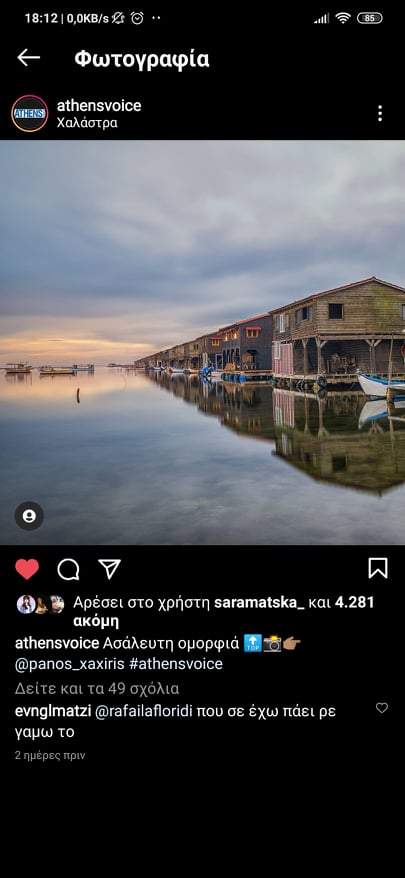 18:12 | 0,0KB/s
85
Φωτογραφία
ATHENS
athensvoice
Χαλάστρα
Αρέσει στο χρήστη saramatska_ και 4.281
ακόμη
athensvoice Ασάλευτη ομορφιά 🔝📸👉🏽
@panos_xaxiris #athensvoice
Δείτε και τα 49 σχόλια
evnglmatzi @rafailafloridi που σε έχω πάει ρε
γαμω το
2 ημέρες πριν